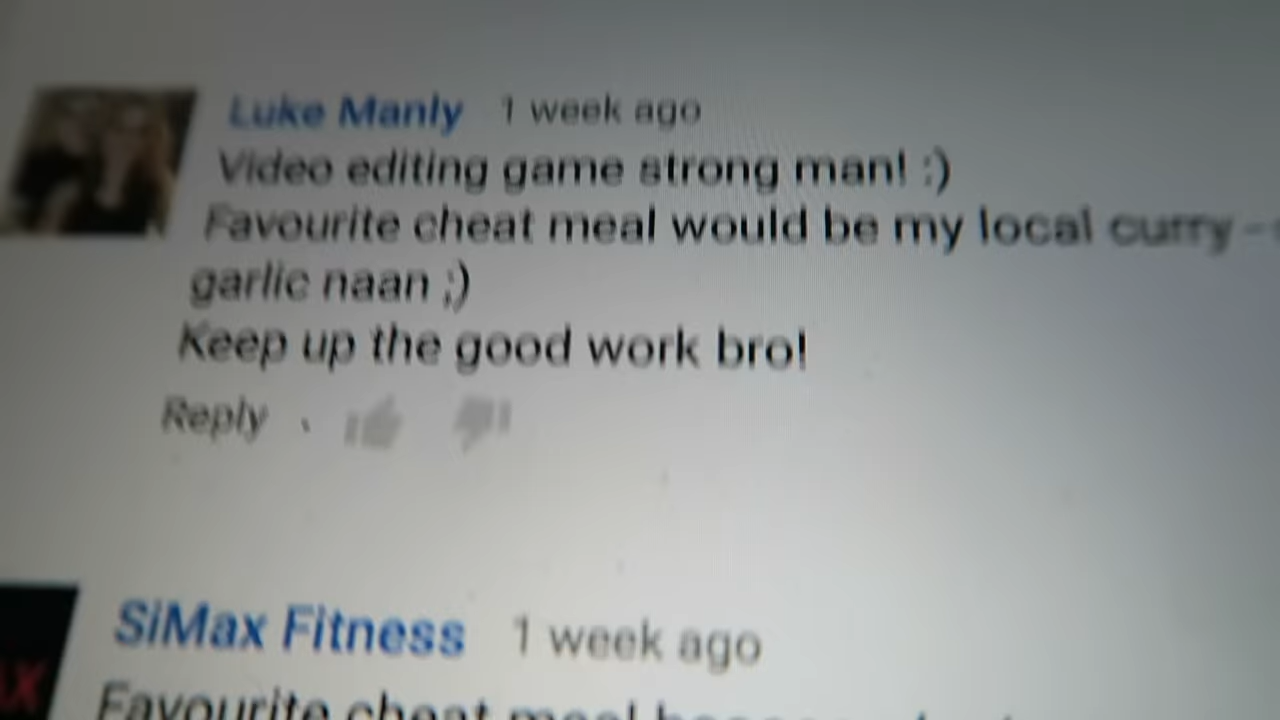 Luke Manly 1 week ago
Video editing game strong man! :)
Favourite cheat meal would be my local curry -
garlic naan ;)
Keep up the good work bro!
Reply
SiMax Fitness 1 week ago
Favourite cheat meal